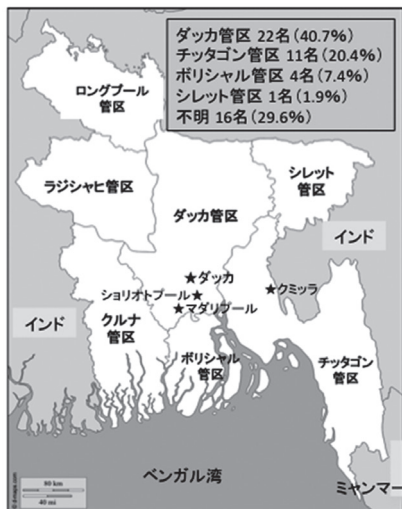 ダッカ管区 22名(40.7%)
チッタゴン管区 11名(20.4%)
ボリシャル管区 4名(7.4%)
シレット管区 1名(1.9%)
不明 16名(29.6%)
ロングプール
管区
ラジシャヒ管区
シレット
管区
ダッカ管区
インド
★ダッカ
ショリオトプール★
★マダリプール
★クミッラ
インド
クルナ
管区
ボリシャル
管区
チッタゴン
管区
ベンガル湾
ミャンマー
80 km
40 mi
© d-maps.com